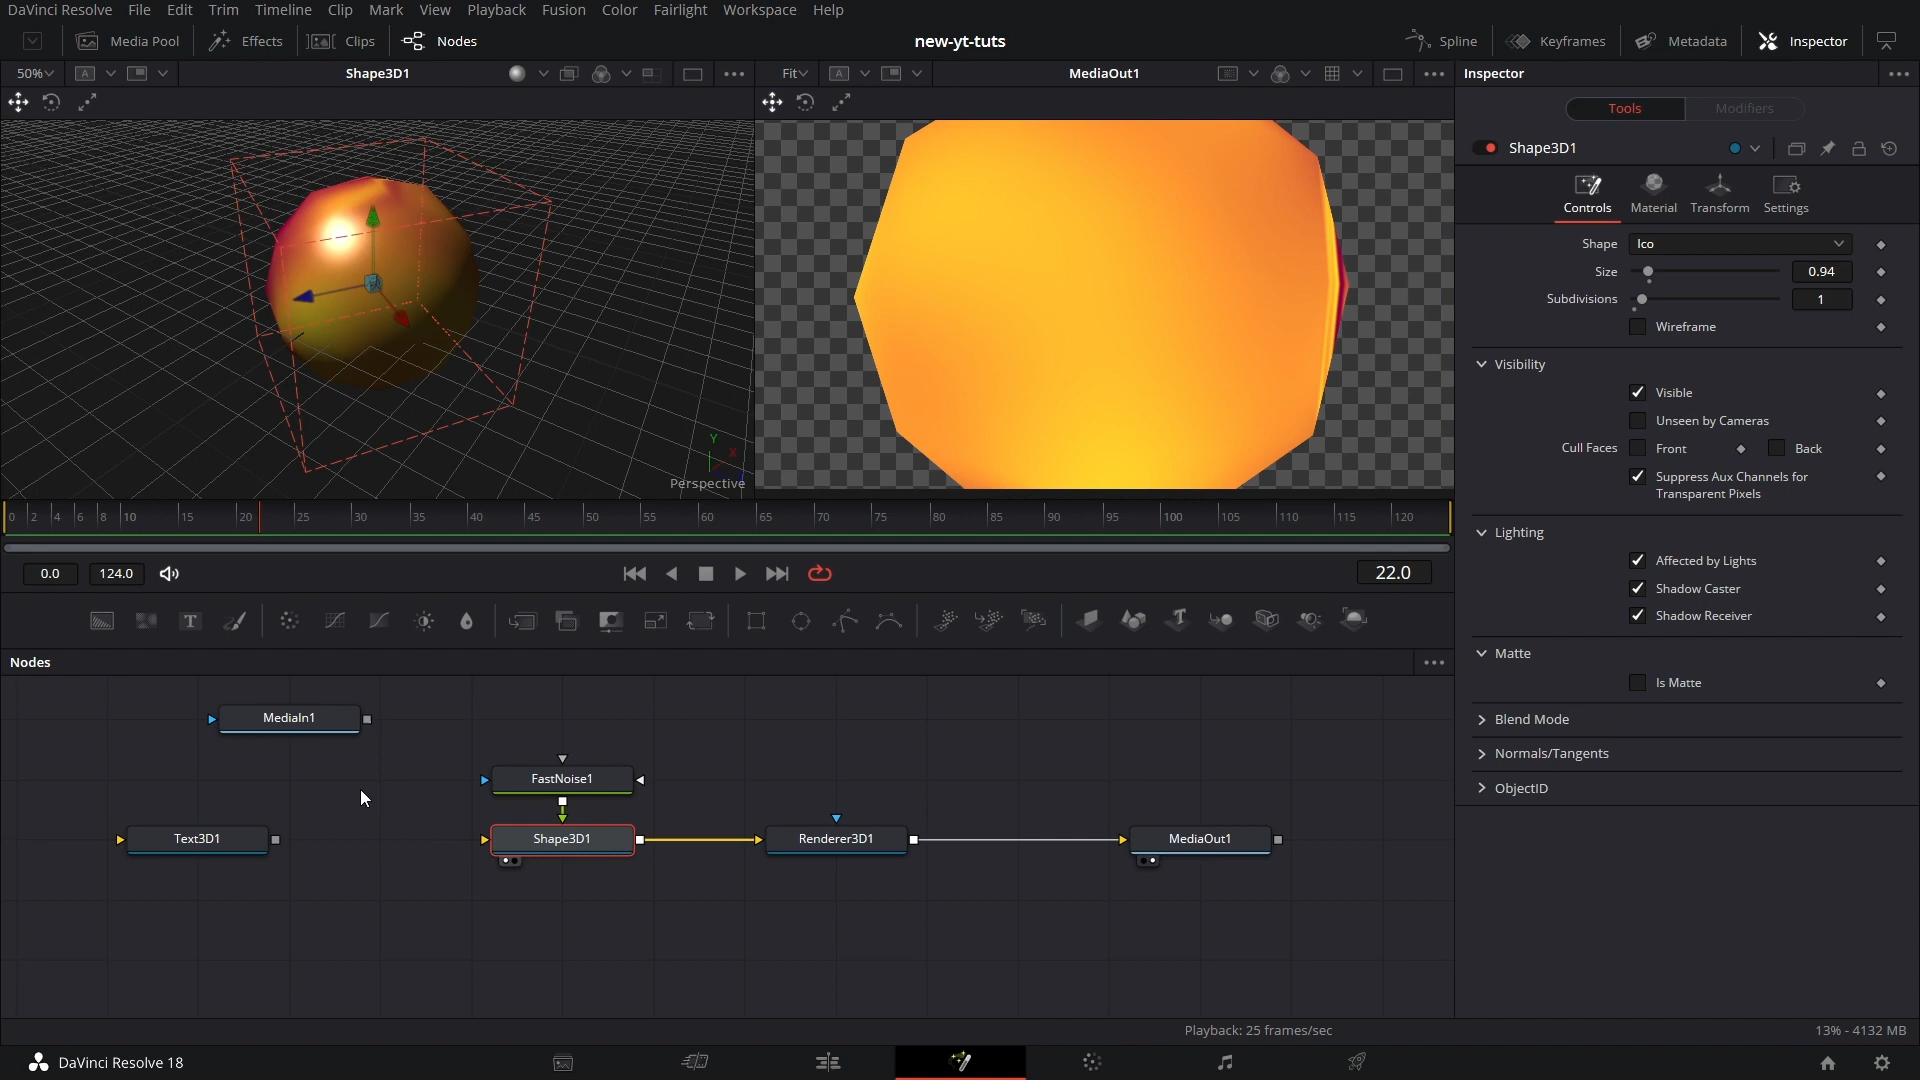 DaVinci Resolve File Edit Trim Timeline Clip Mark View Playback Fusion Color Fairlight Workspace Help
Media Pool Effects Clips Nodes new-yt-tuts Spline Keyframes Metadata Inspector
50% A Shape3D1 Fit A MediaOut1 Inspector
Tools Modifiers
Shape3D1
Controls Material Transform Settings
Shape Ico
Size 0.94
Subdivisions 1
Wireframe
Visibility
Visible
Unseen by Cameras
Cull Faces Front Back
Suppress Aux Channels for
Transparent Pixels
Lighting
Affected by Lights
Shadow Caster
Shadow Receiver
Matte
Is Matte
Blend Mode
Normals/Tangents
ObjectID
Y
X
Perspective
0 2 4 6 8 10 15 20 25 30 35 40 45 50 55 60 65 70 75 80 85 90 95 100 105 110 115 120
0.0 124.0 22.0
T T
Nodes
MediaIn1
FastNoise1
Text3D1 Shape3D1 Renderer3D1 MediaOut1
Playback: 25 frames/sec 13% - 4132 MB
DaVinci Resolve 18